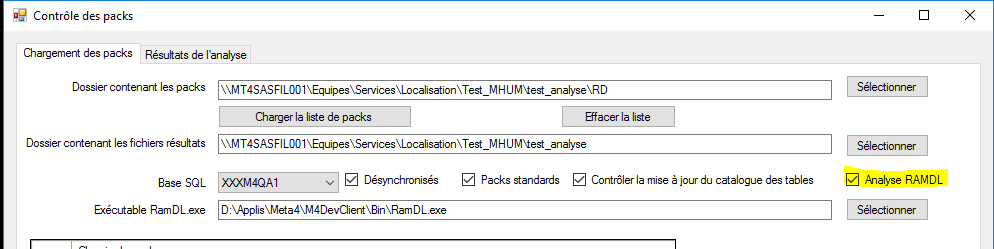 Contrôle des packs
Chargement des packs Résultats de l'analyse
Dossier contenant les packs \\MT4SASFIL001\Equipes\Services\Localisation\Test_MHUM\test_analyse\RD Sélectionner
Charger la liste de packs Effacer la liste
Dossier contenant les fichiers résultats \\MT4SASFIL001\Equipes\Services\Localisation\Test_MHUM\test_analyse Sélectionner
Base SQL XXXM4QA1 Désynchronisés Packs standards Contrôler la mise à jour du catalogue des tables Analyse RAMDL
Exécutable RamDL.exe D:\Applis\Meta4\M4DevClient\Bin\RamDL.exe Sélectionner